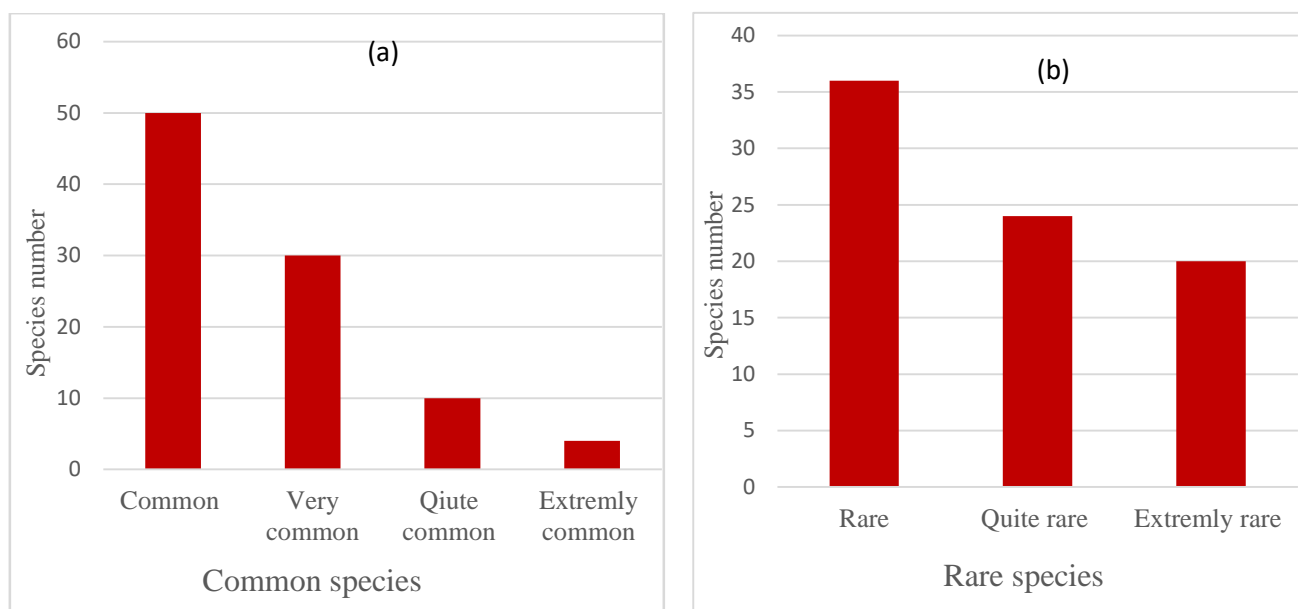 (a)
60
50
40
30
20
10
0
Species number
Common
Very
common
Qiute
common
Extremly
common
Common species
(b)
40
35
30
25
20
15
10
5
0
Species number
Rare
Quite rare
Extremly rare
Rare species